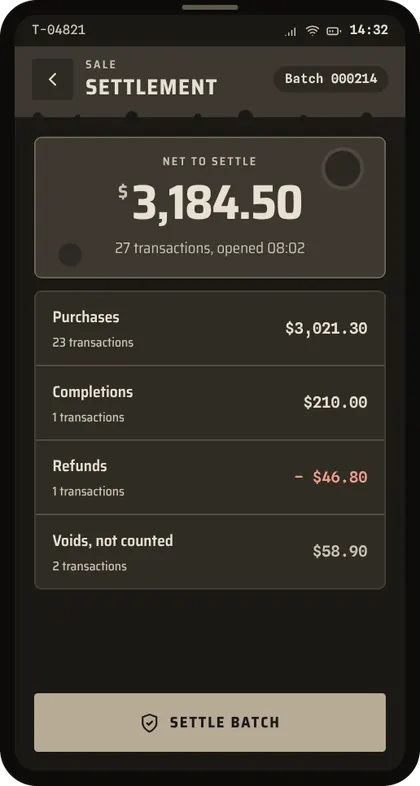 T-04821
14:32
SALE
SETTLEMENT
Batch 000214
NET TO SETTLE
$3,184.50
27 transactions, opened 08:02
Purchases
23 transactions
$3,021.30
Completions
1 transactions
$210.00
Refunds
1 transactions
− $46.80
Voids, not counted
2 transactions
$58.90
SETTLE BATCH